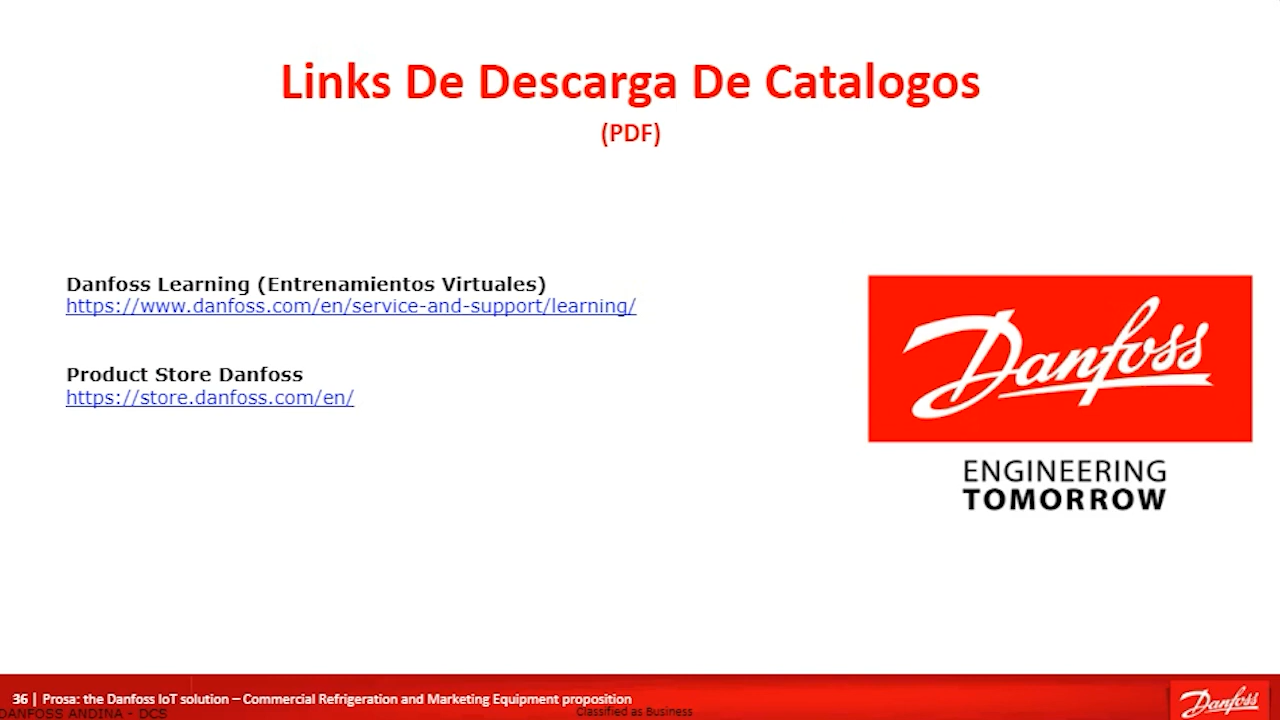 Links De Descarga De Catalogos
(PDF)
Danfoss Learning (Entrenamientos Virtuales)
https://www.danfoss.com/en/service-and-support/learning/
Product Store Danfoss
https://store.danfoss.com/en/
Danfoss
ENGINEERING
TOMORROW
36 | Prosa: the Danfoss IoT solution – Commercial Refrigeration and Marketing Equipment proposition
DANFOSS ANDINA - DCS
Classified as Business
Danfoss